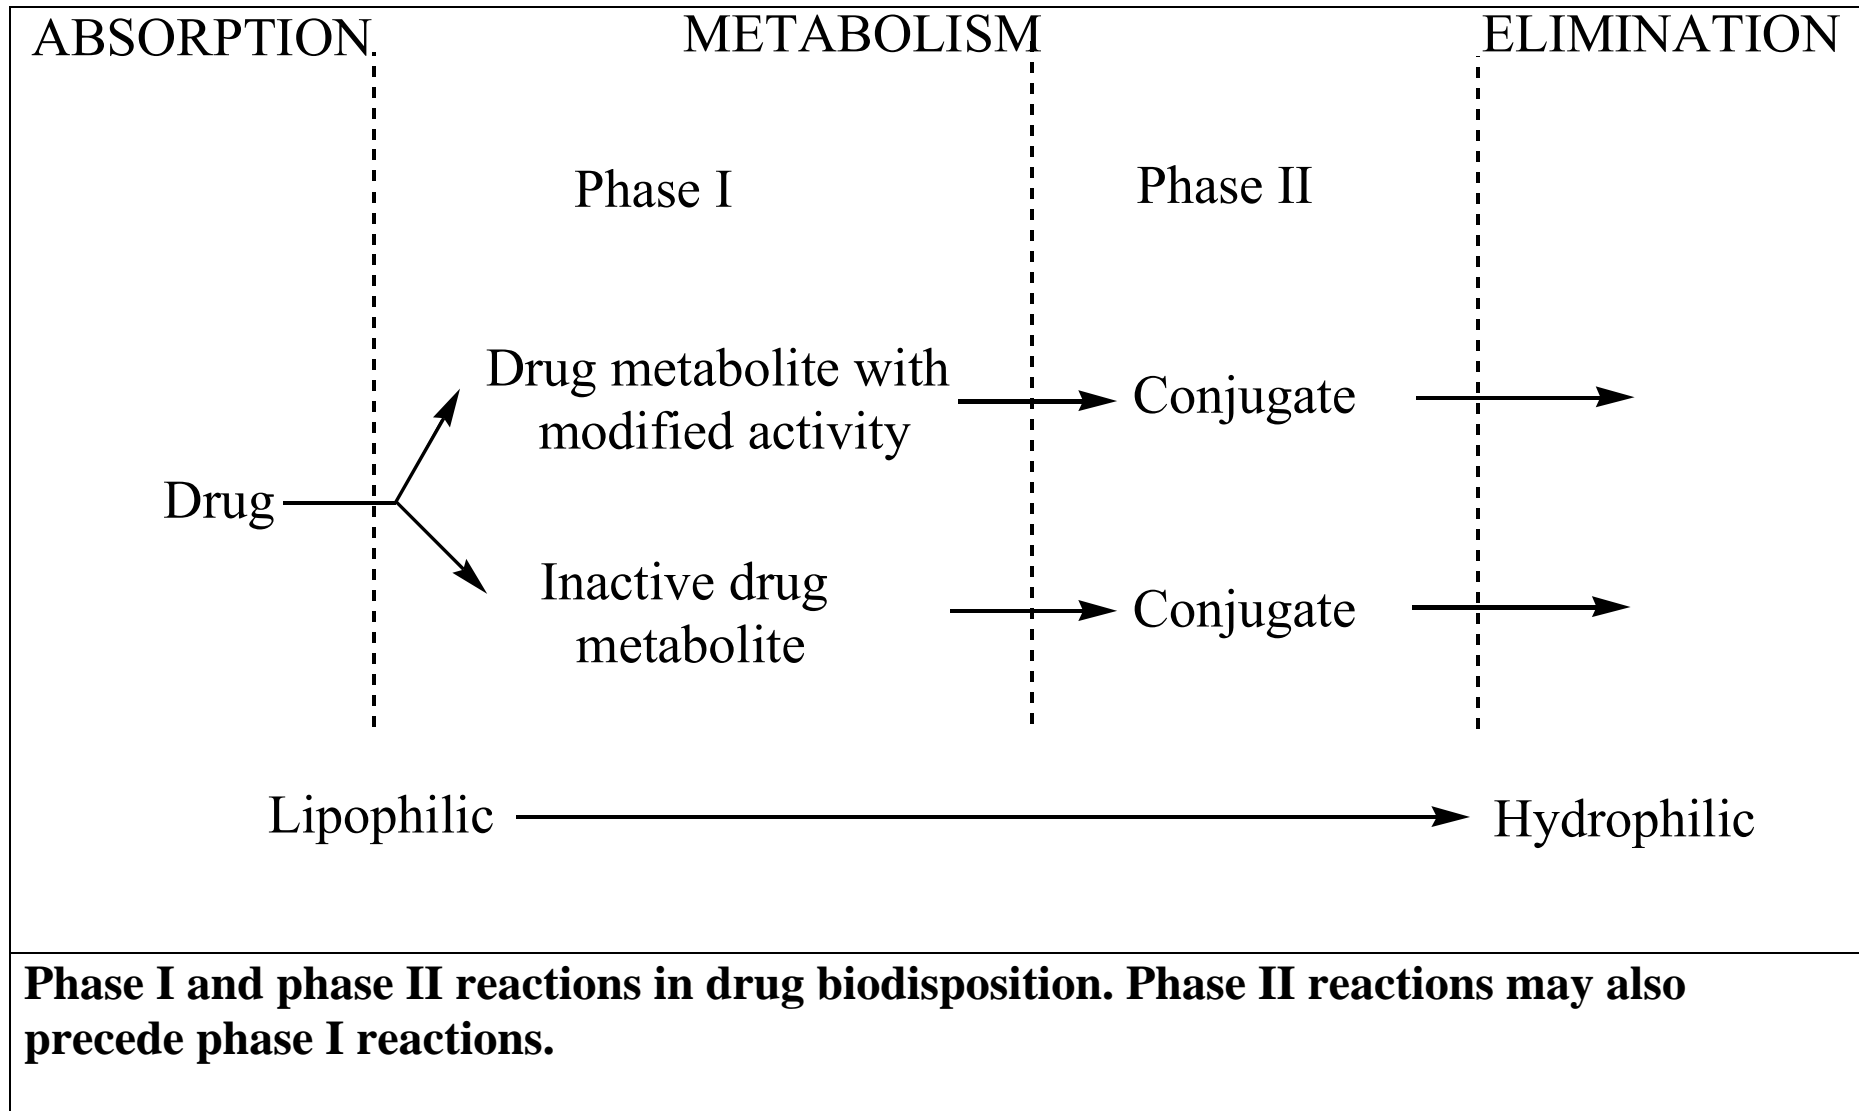 ABSORPTION METABOLISM ELIMINATION
Phase I Phase II
Drug metabolite with
modified activity
Conjugate
Drug
Inactive drug
metabolite
Conjugate
Lipophilic Hydrophilic
Phase I and phase II reactions in drug biodisposition. Phase II reactions may also
precede phase I reactions.